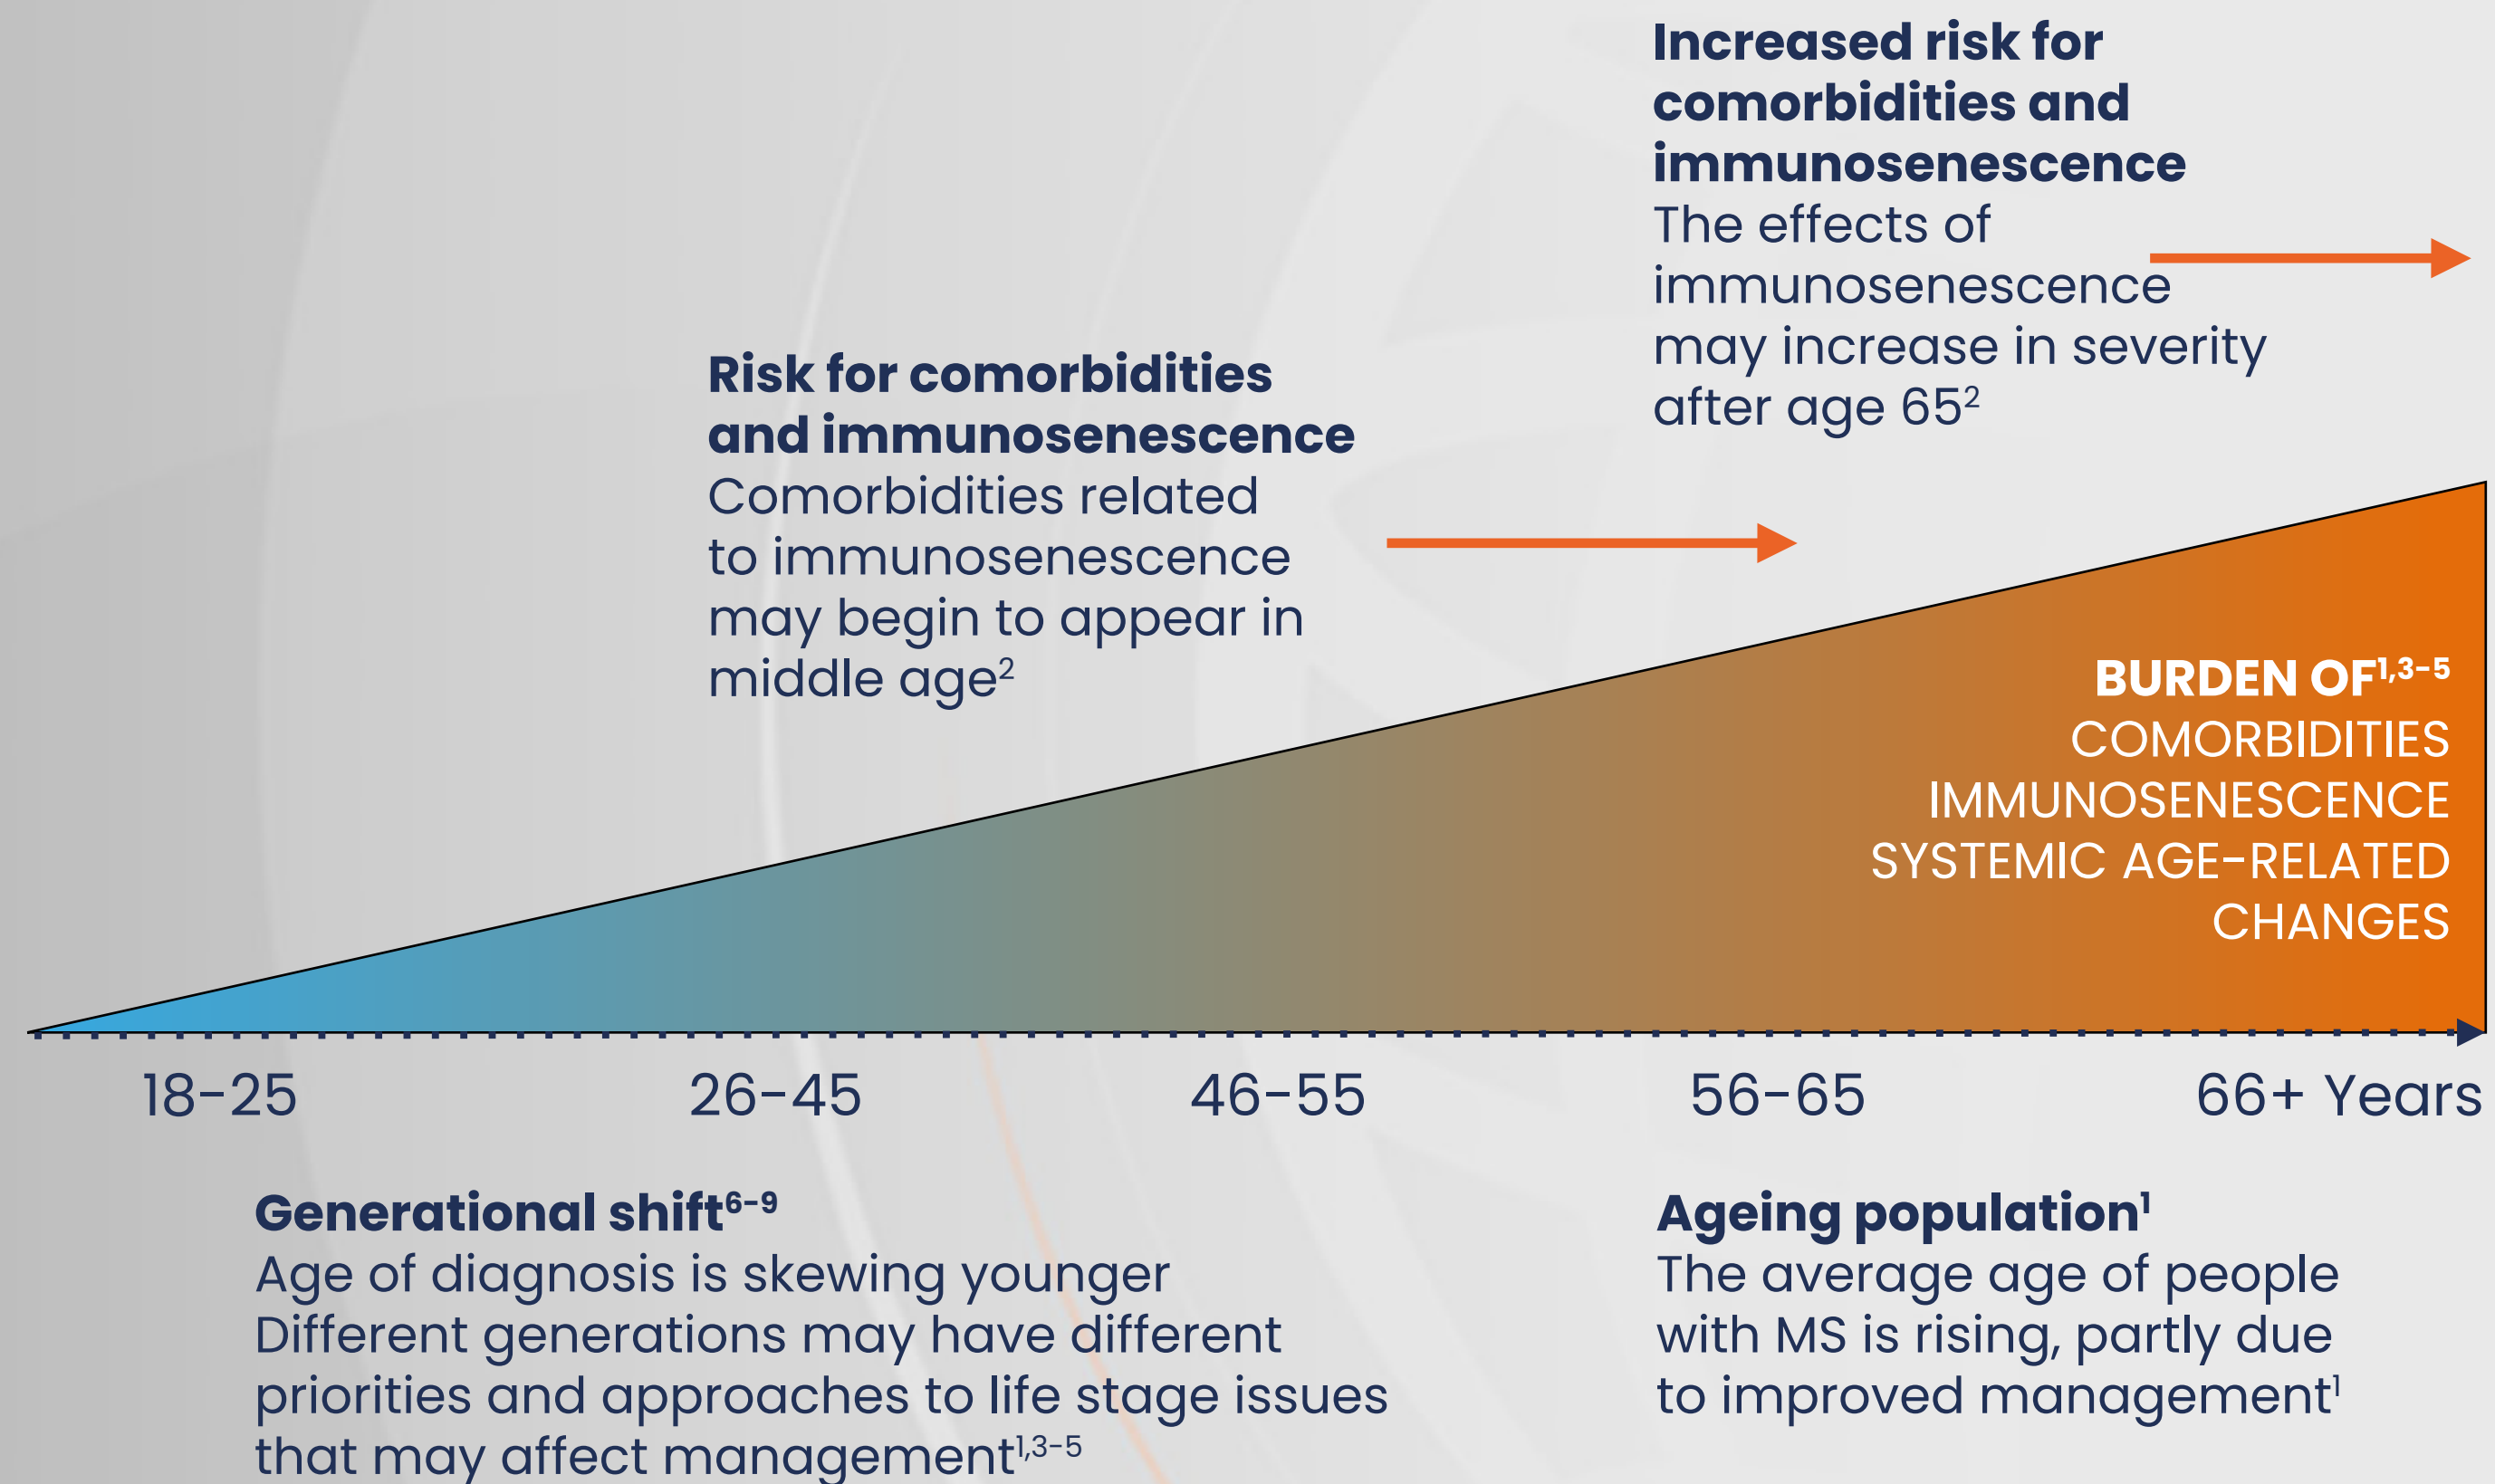 Increased risk for
comorbidities and
immunosenescence
The effects of
immunosenescence
may increase in severity
after age 65²
Risk for comorbidities
and immunosenescence
Comorbidities related
to immunosenescence
may begin to appear in
middle age²
BURDEN OF¹,³⁻⁵
COMORBIDITIES
IMMUNOSENESCENCE
SYSTEMIC AGE-RELATED
CHANGES
18-25
26-45
46-55
56-65
66+ Years
Generational shift⁶⁻⁹
Age of diagnosis is skewing younger
Different generations may have different
priorities and approaches to life stage issues
that may affect management¹,³⁻⁵
Ageing population¹
The average age of people
with MS is rising, partly due
to improved management¹